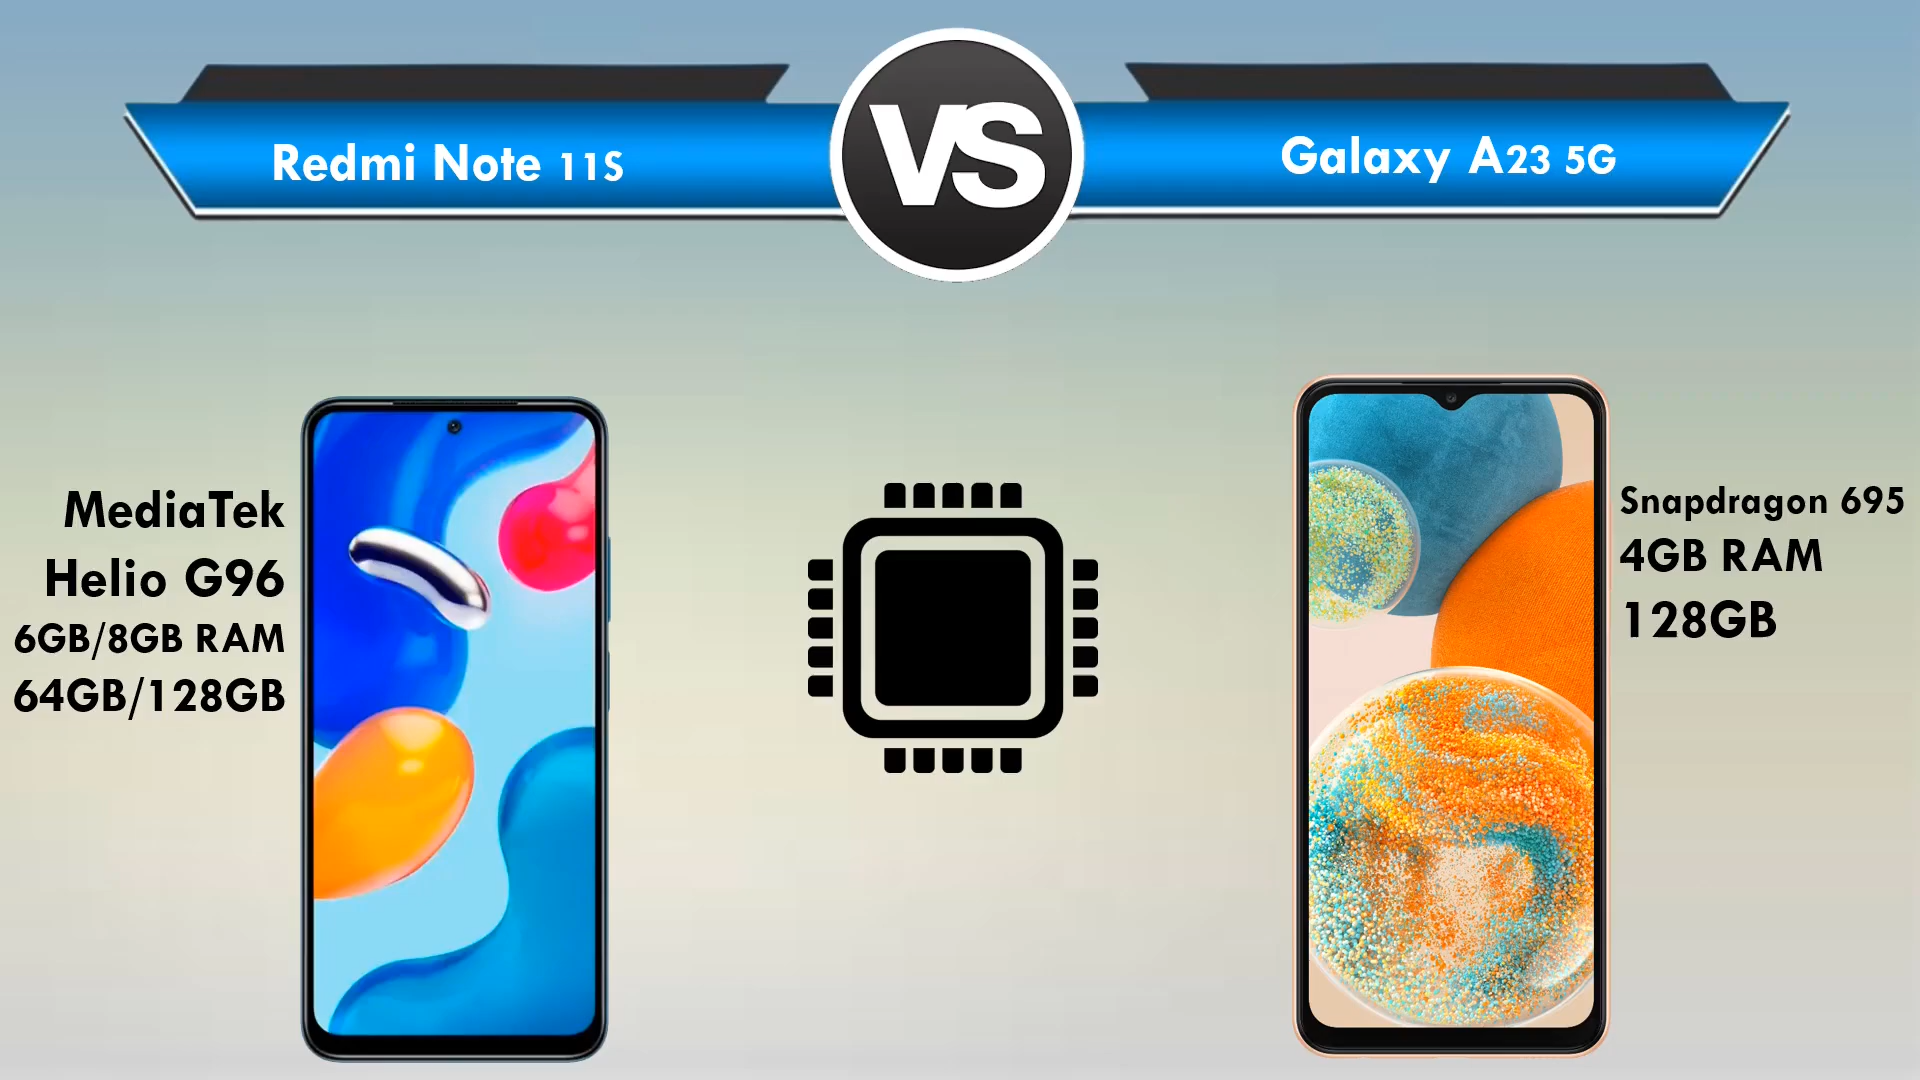 Redmi Note 11S
VS
Galaxy A23 5G
MediaTek
Helio G96
6GB/8GB RAM
64GB/128GB
Snapdragon 695
4GB RAM
128GB